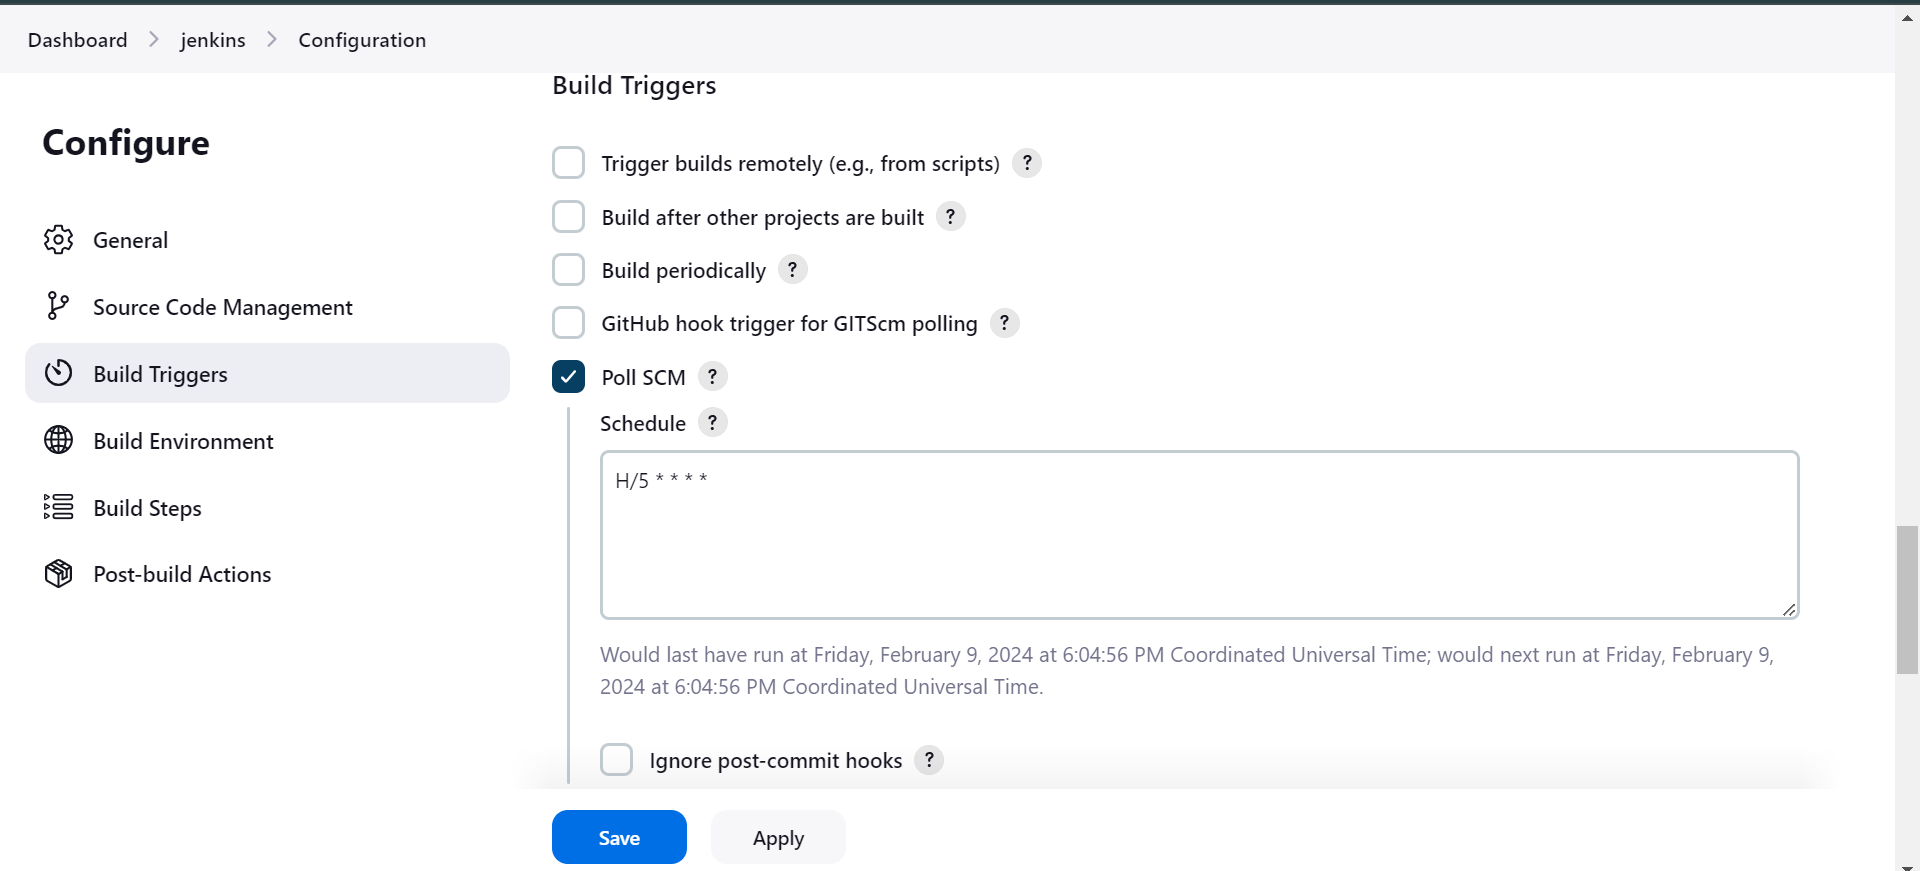 Dashboard > jenkins > Configuration
Configure
General
Source Code Management
Build Triggers
Build Environment
Build Steps
Post-build Actions
Build Triggers
Trigger builds remotely (e.g., from scripts) ?
Build after other projects are built ?
Build periodically ?
GitHub hook trigger for GITScm polling ?
Poll SCM ?
Schedule ?
H/5 * * * *
Would last have run at Friday, February 9, 2024 at 6:04:56 PM Coordinated Universal Time; would next run at Friday, February 9,
2024 at 6:04:56 PM Coordinated Universal Time.
Ignore post-commit hooks ?
Save Apply